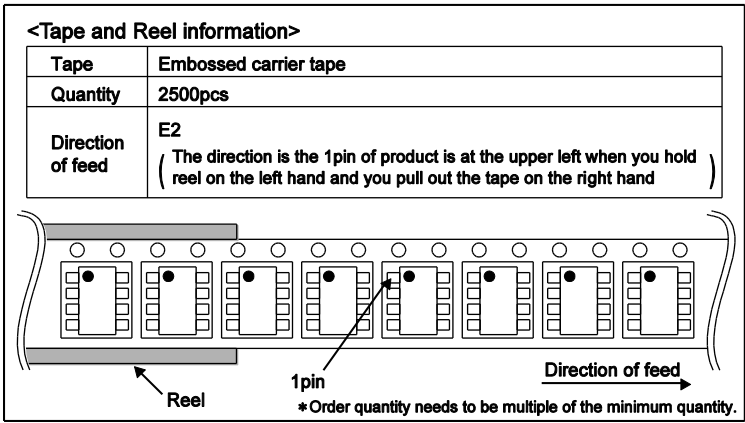 <Tape and Reel information>
Tape Embossed carrier tape
Quantity 2500pcs
Direction of feed E2
( The direction is the 1pin of product is at the upper left when you hold
reel on the left hand and you pull out the tape on the right hand )
Reel
1pin
Direction of feed
*Order quantity needs to be multiple of the minimum quantity.